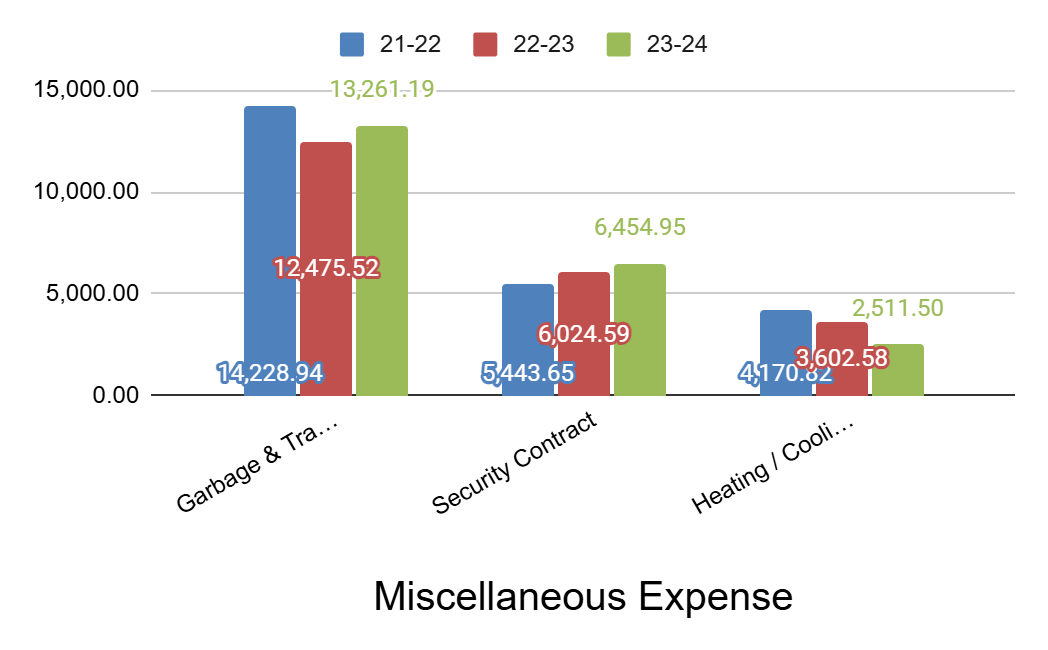 21-22 22-23 23-24
15,000.00
13,261.19
10,000.00
6,454.95
12,475.52
5,000.00
2,511.50
6,024.59
3,602.58
14,228.94
5,443.65
4,170.82
0.00
Garbage & Tra…
Security Contract
Heating / Cooli…
Miscellaneous Expense